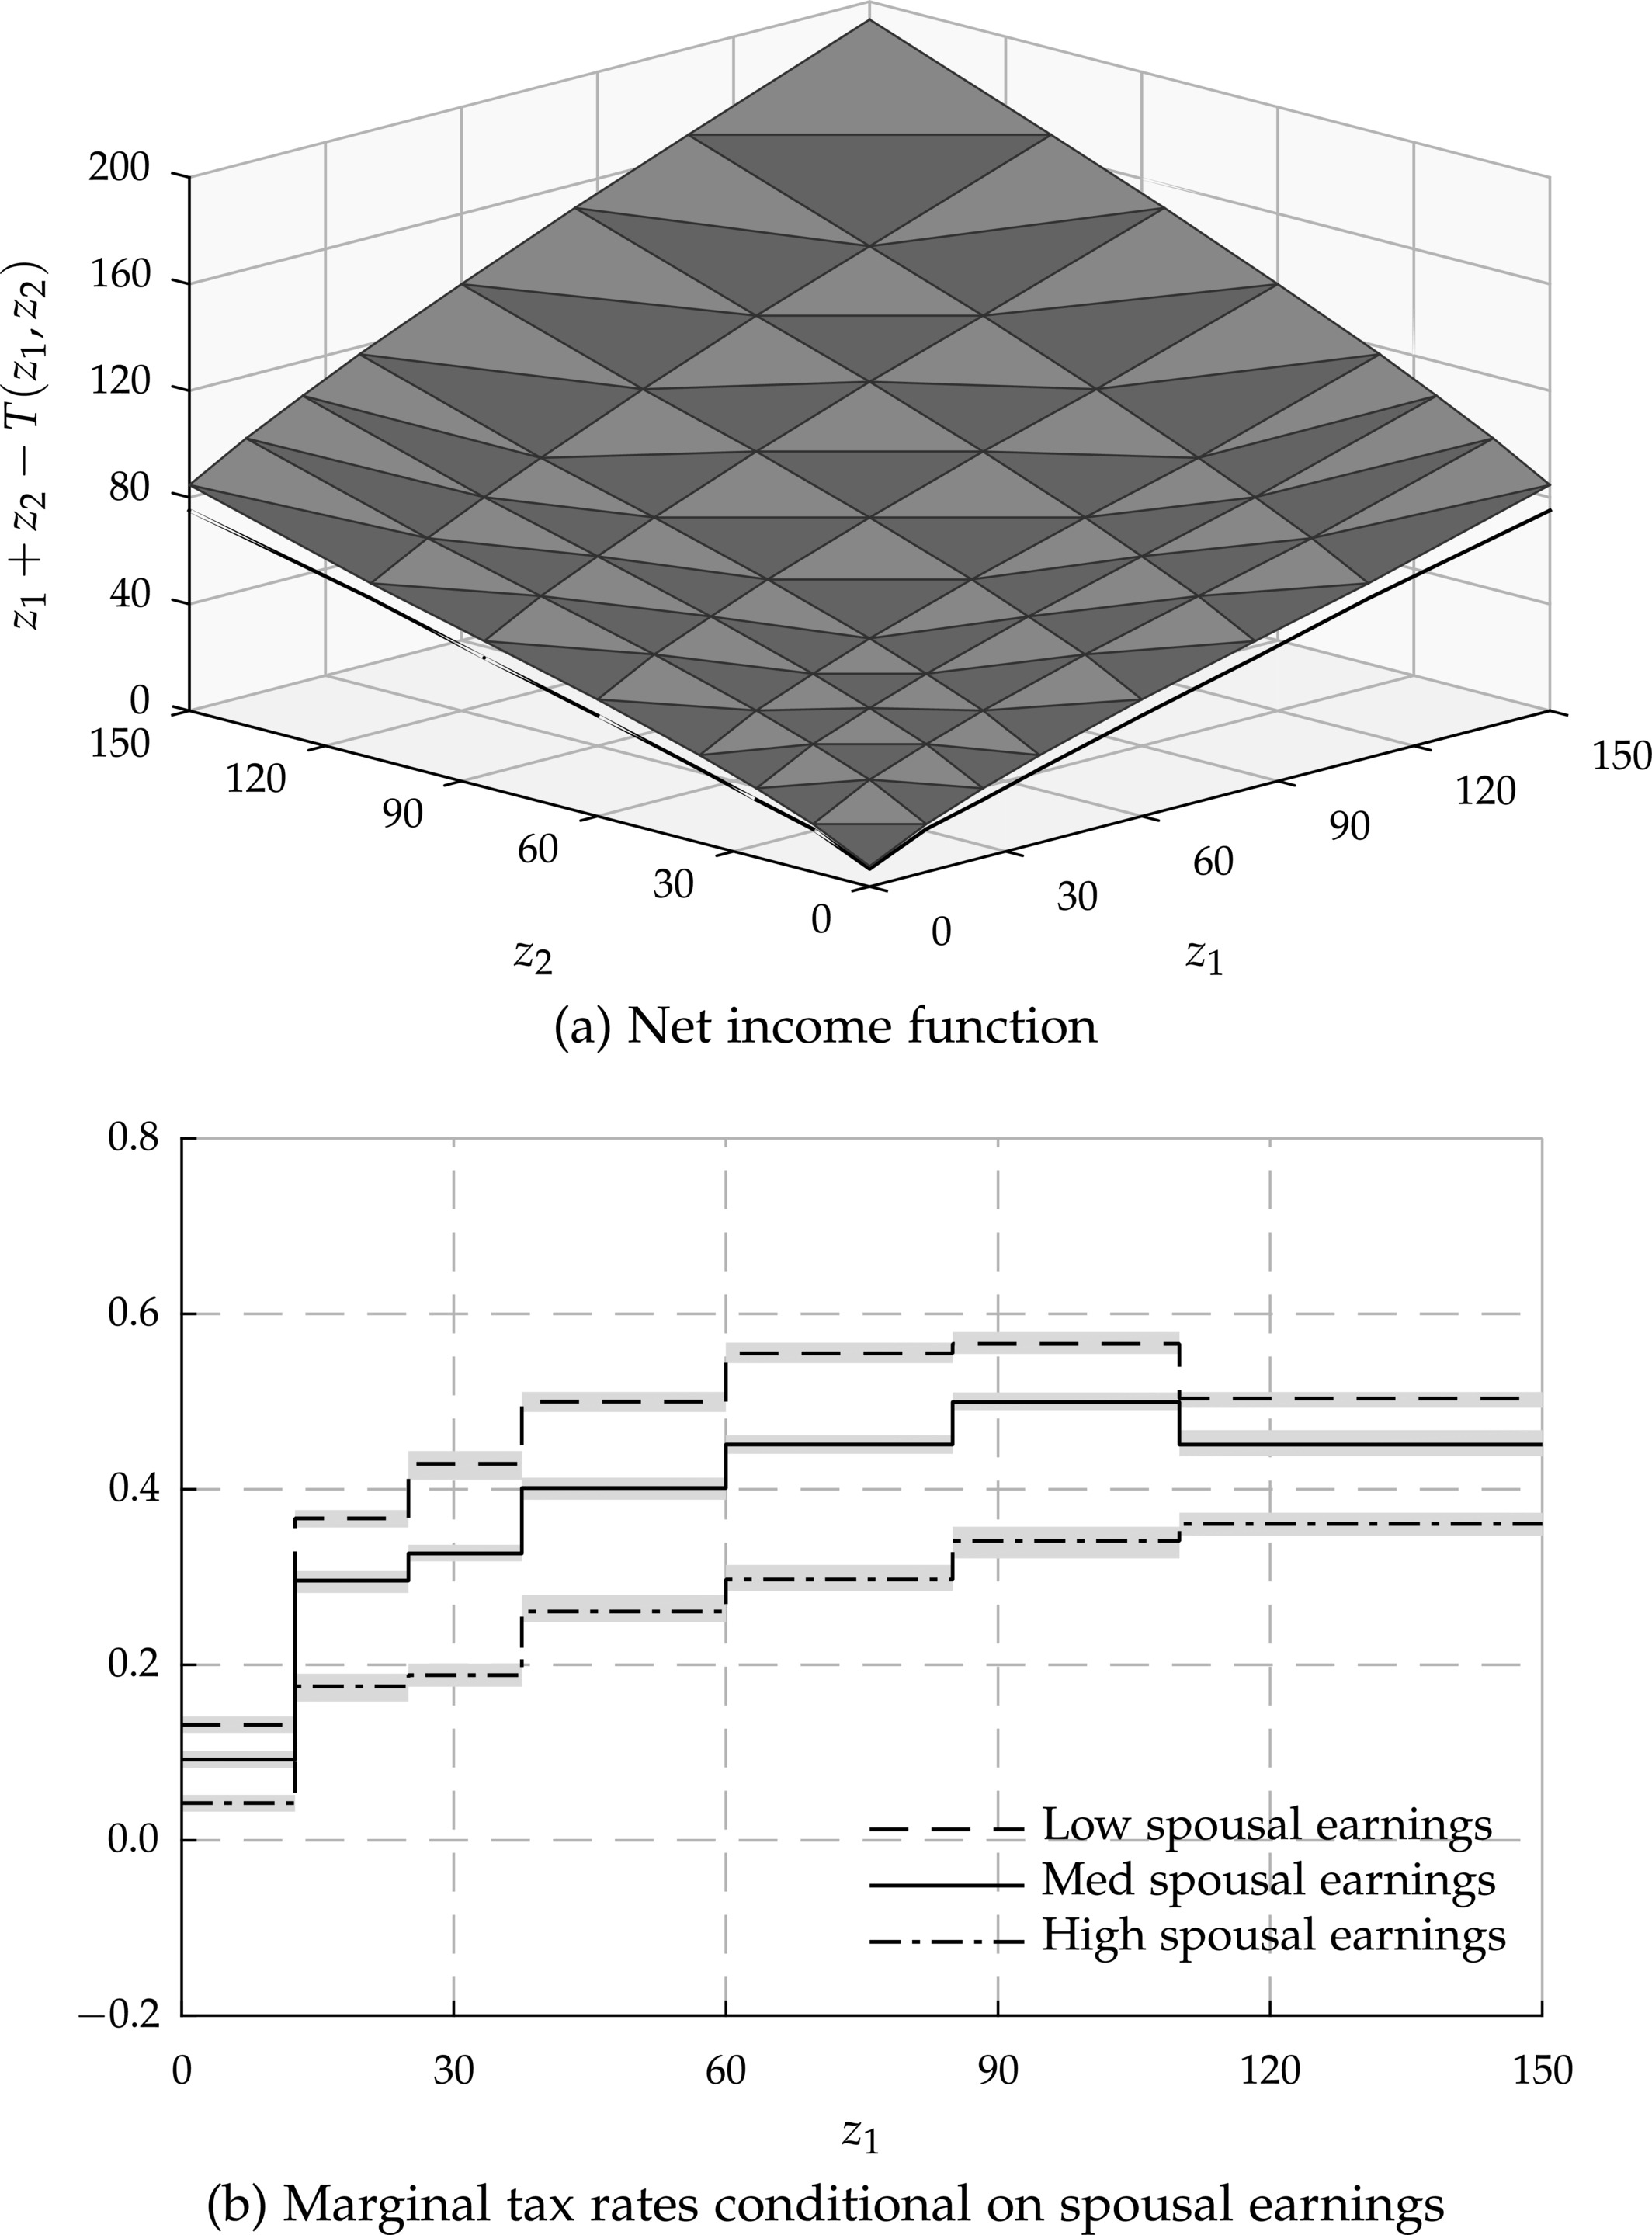 z1 + z2 − T(z1, z2)
200
160
120
80
40
0
150
120
90
60
30
0
0
30
60
90
120
150
z2
z1
(a) Net income function
0.8
0.6
0.4
0.2
0.0
−0.2
Low spousal earnings
Med spousal earnings
High spousal earnings
0 30 60 90 120 150
z1
(b) Marginal tax rates conditional on spousal earnings